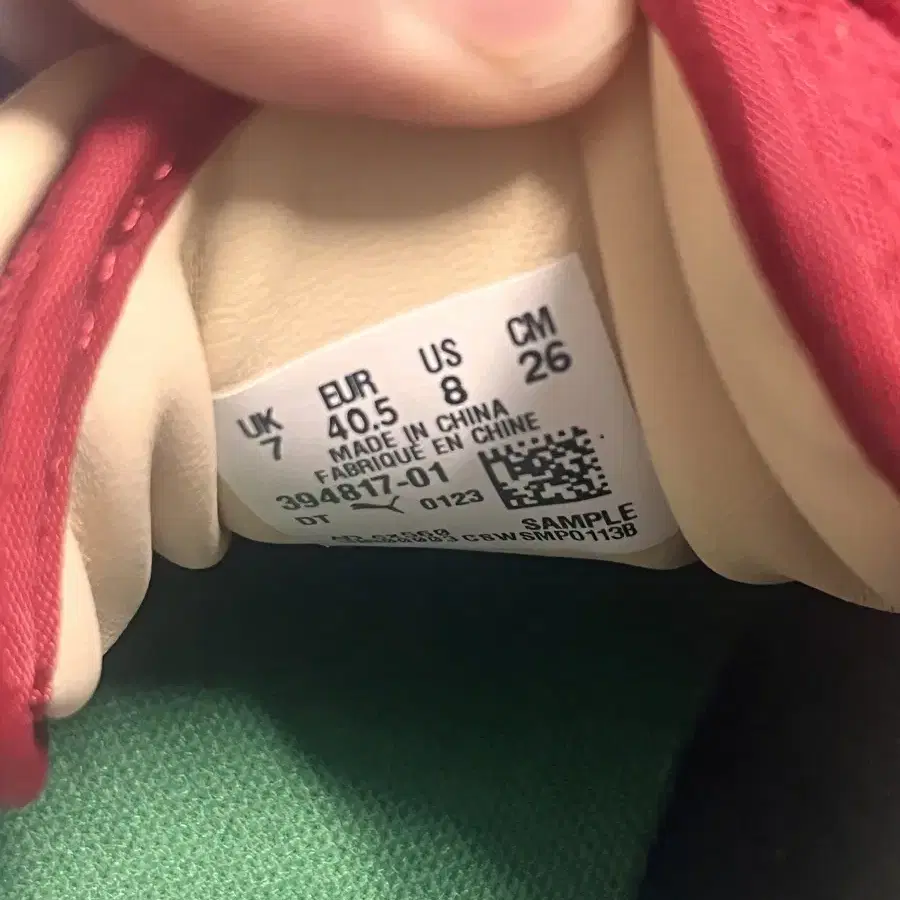 UK EUR US CM
7 40.5 8 26
MADE IN CHINA
FABRIQUÉ EN CHINE
394817-01
DT 0123
SAMPLE
CBWSMP0113B